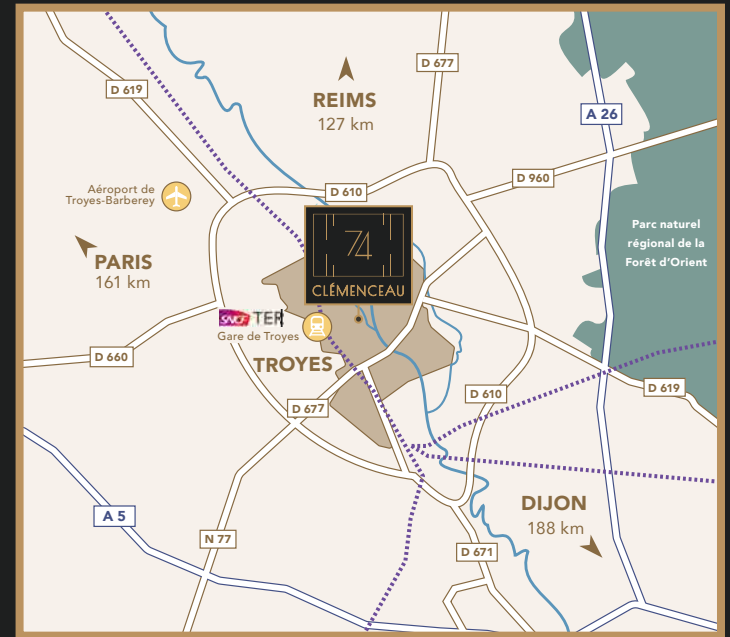 D 677
D 619
REIMS
127 km
A 26
D 960
Aéroport de
Troyes-Barberey
D 610
Parc naturel
régional de la
Forêt d'Orient
74
CLÉMENCEAU
PARIS
161 km
SNCF TER
Gare de Troyes
D 660
TROYES
D 619
D 610
D 677
DIJON
188 km
A 5
N 77
D 671